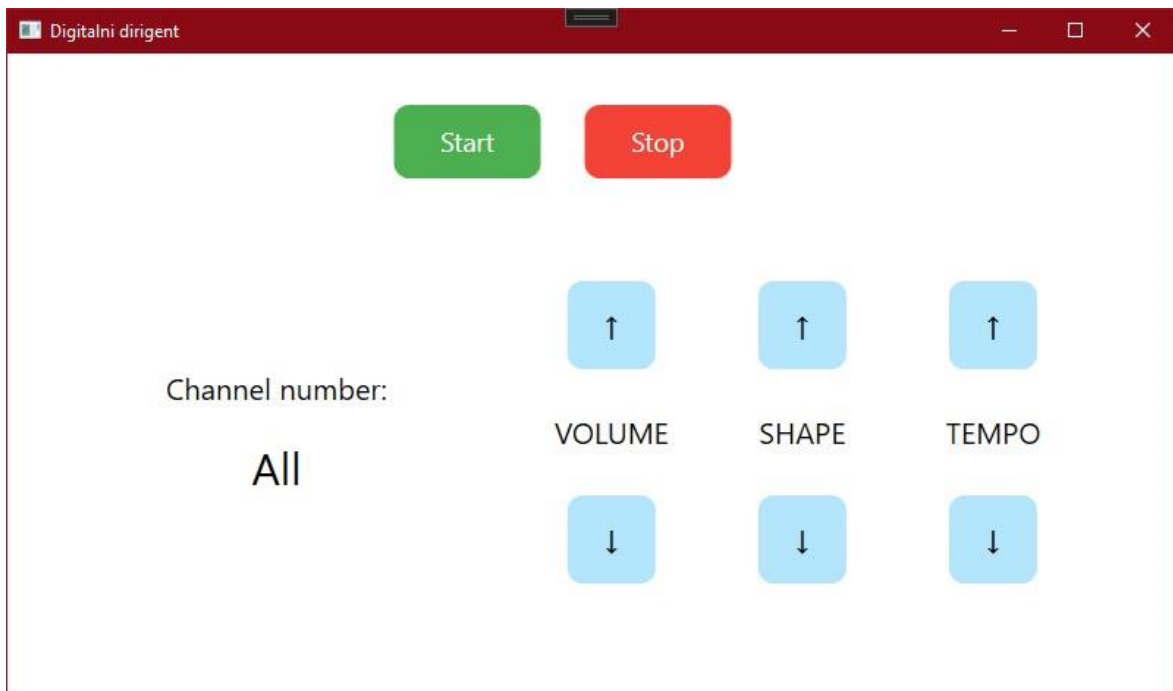 Digitalni dirigent
Start Stop
↑ ↑ ↑
Channel number:
VOLUME SHAPE TEMPO
All
↓ ↓ ↓